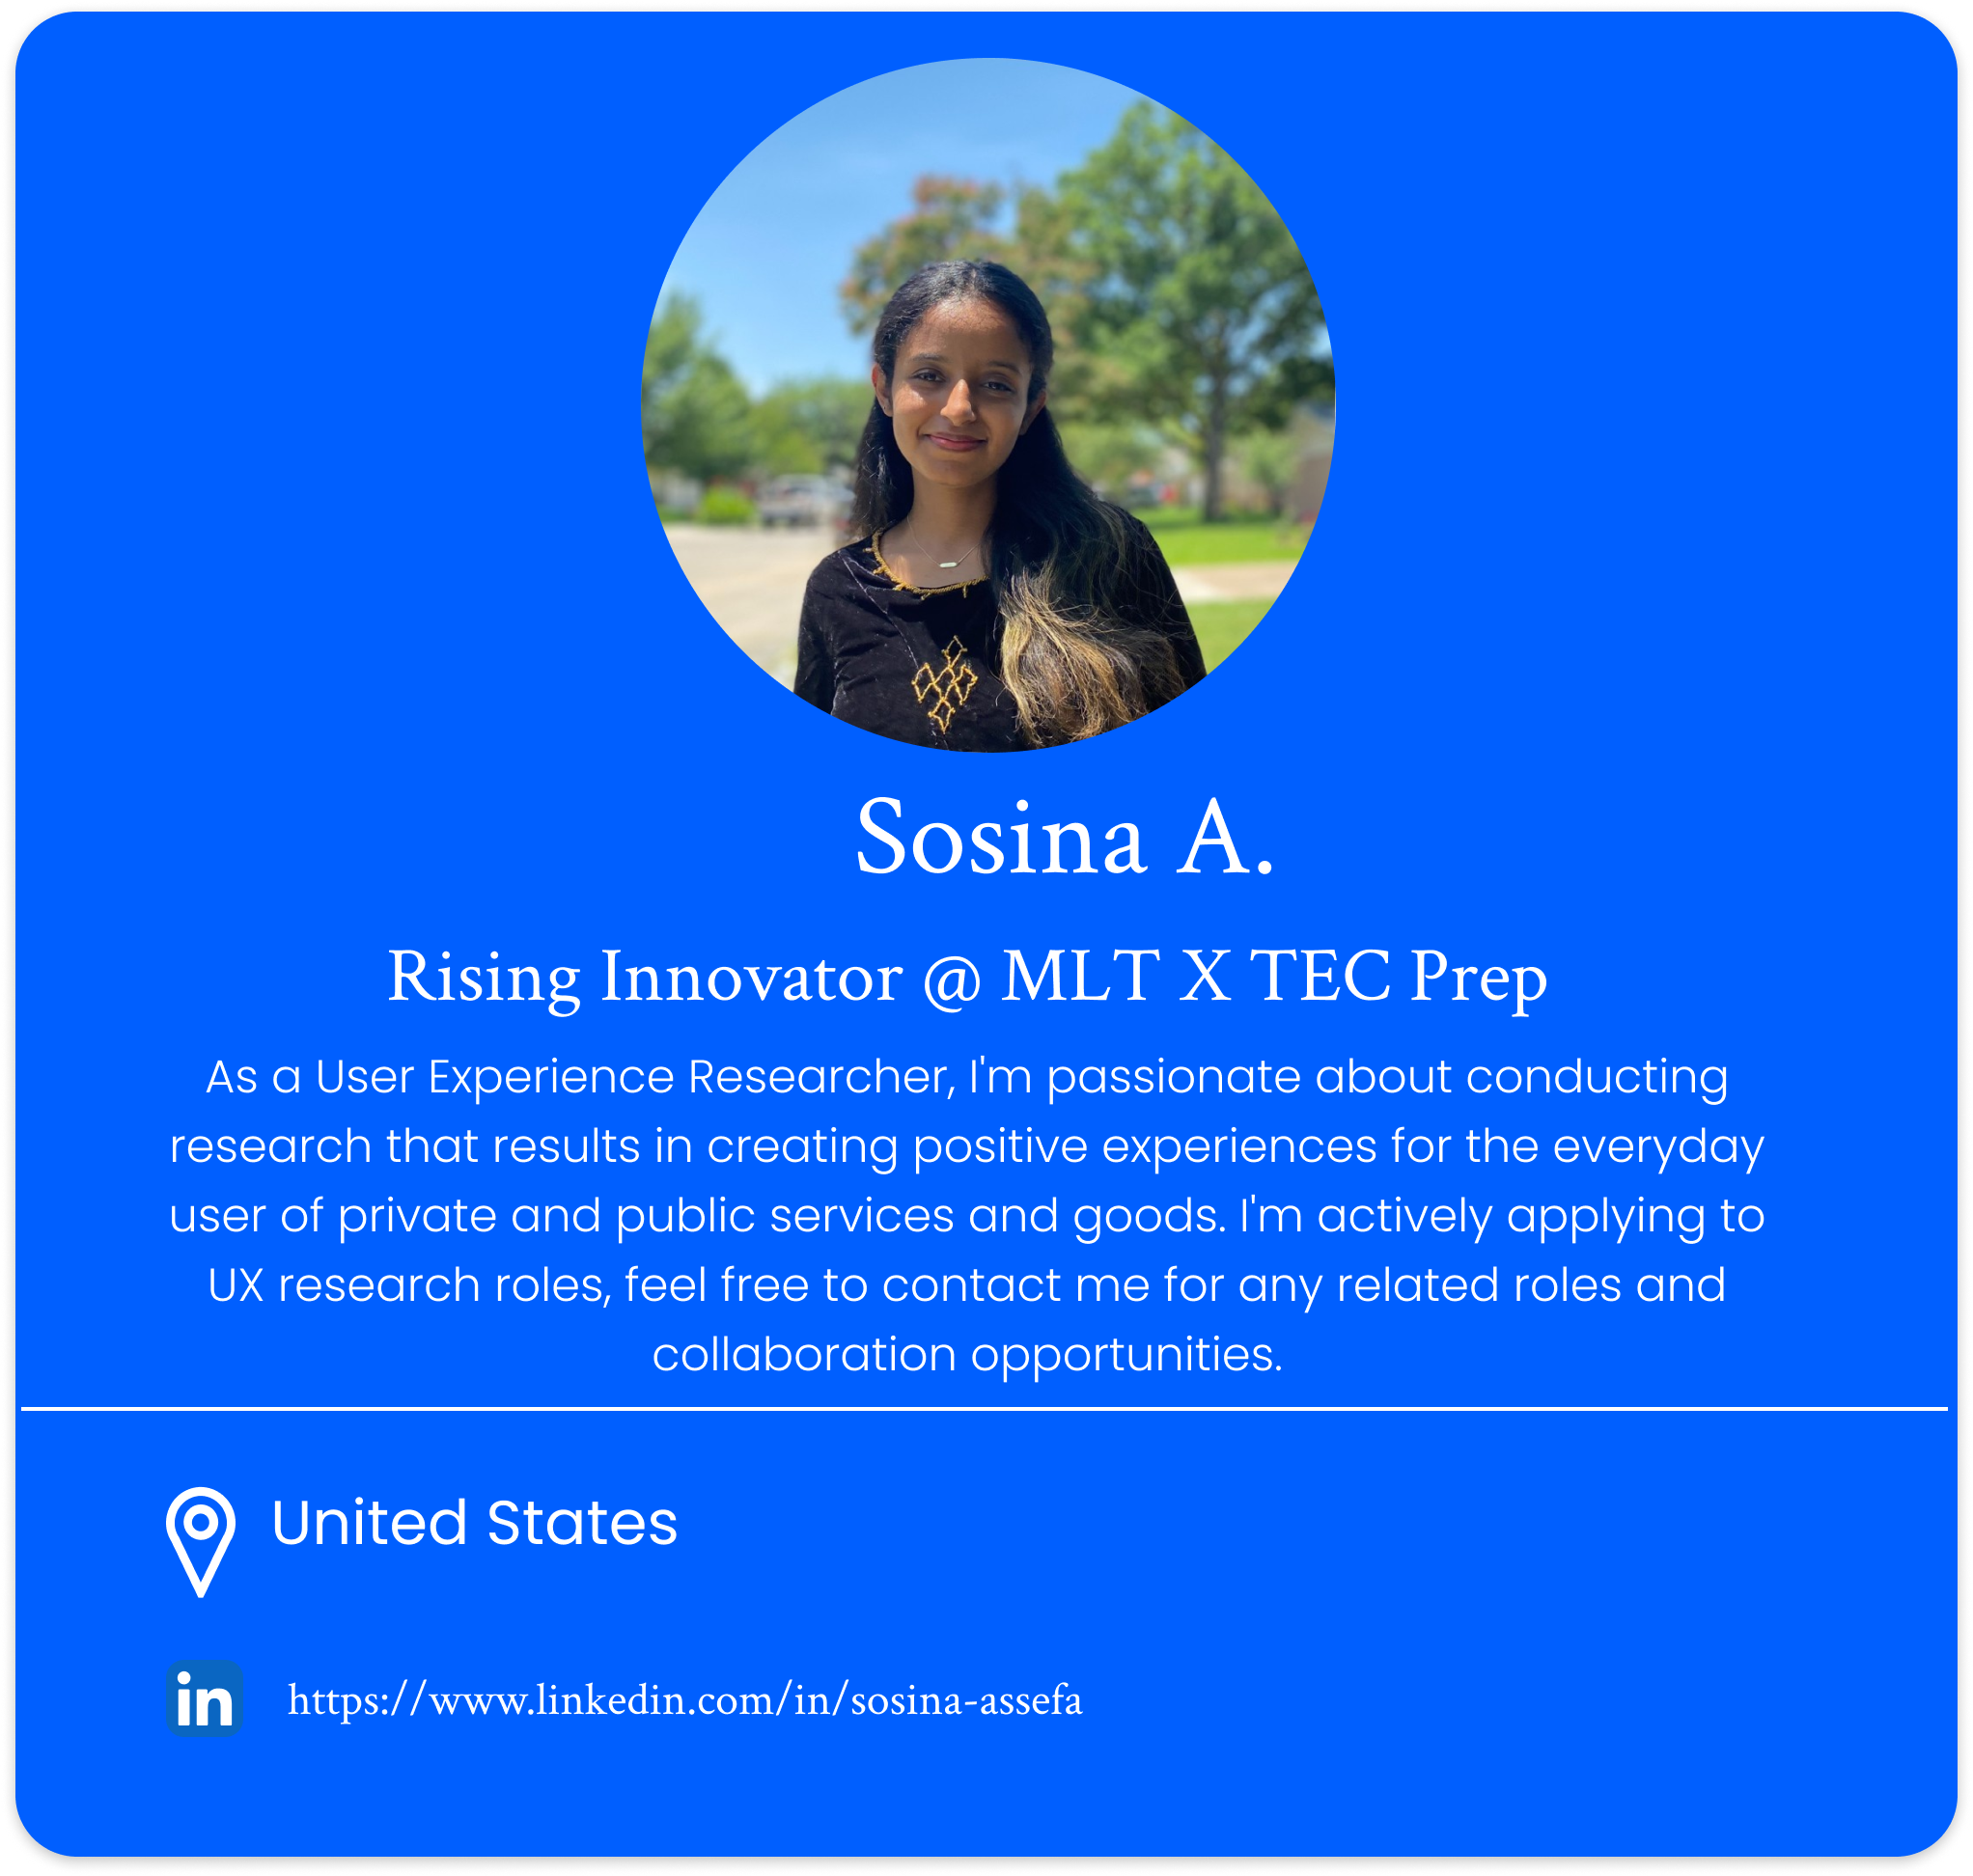 Sosina A.
Rising Innovator @ MLT X TEC Prep
As a User Experience Researcher, I'm passionate about conducting
research that results in creating positive experiences for the everyday
user of private and public services and goods. I'm actively applying to
UX research roles, feel free to contact me for any related roles and
collaboration opportunities.
United States
in
https://www.linkedin.com/in/sosina-assefa